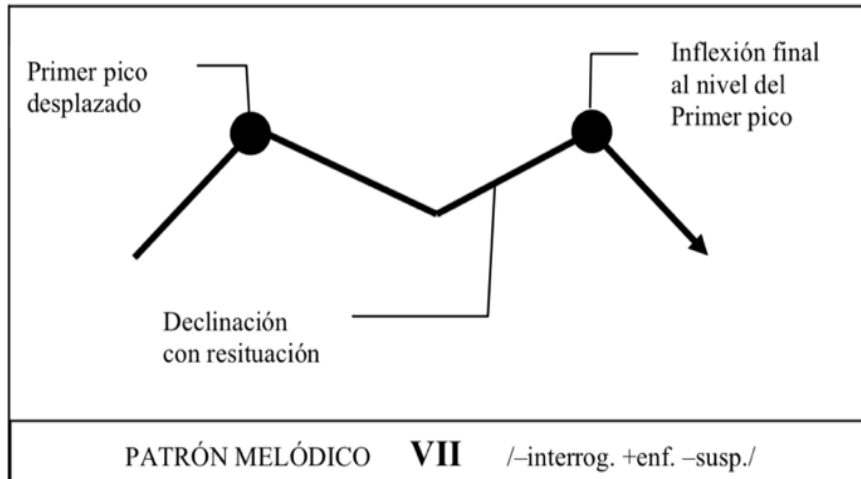 Primer pico
desplazado
Inflexión final
al nivel del
Primer pico
Declinación
con resituación
PATRÓN MELÓDICO VII /–interrog. +enf. –susp./